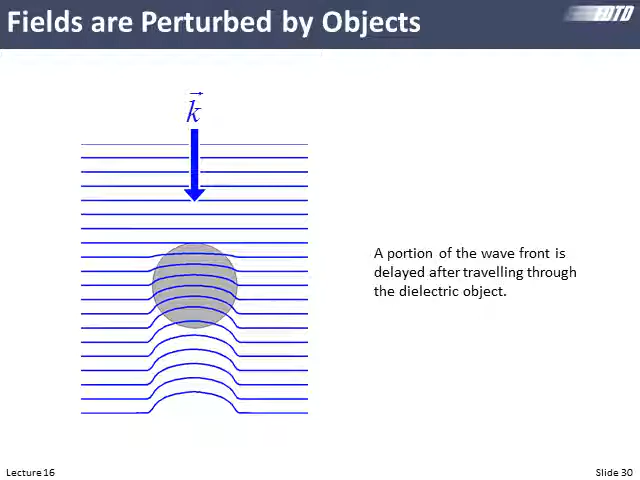 Fields are Perturbed by Objects
FDTD
k
A portion of the wave front is
delayed after travelling through
the dielectric object.
Lecture 16
Slide 30